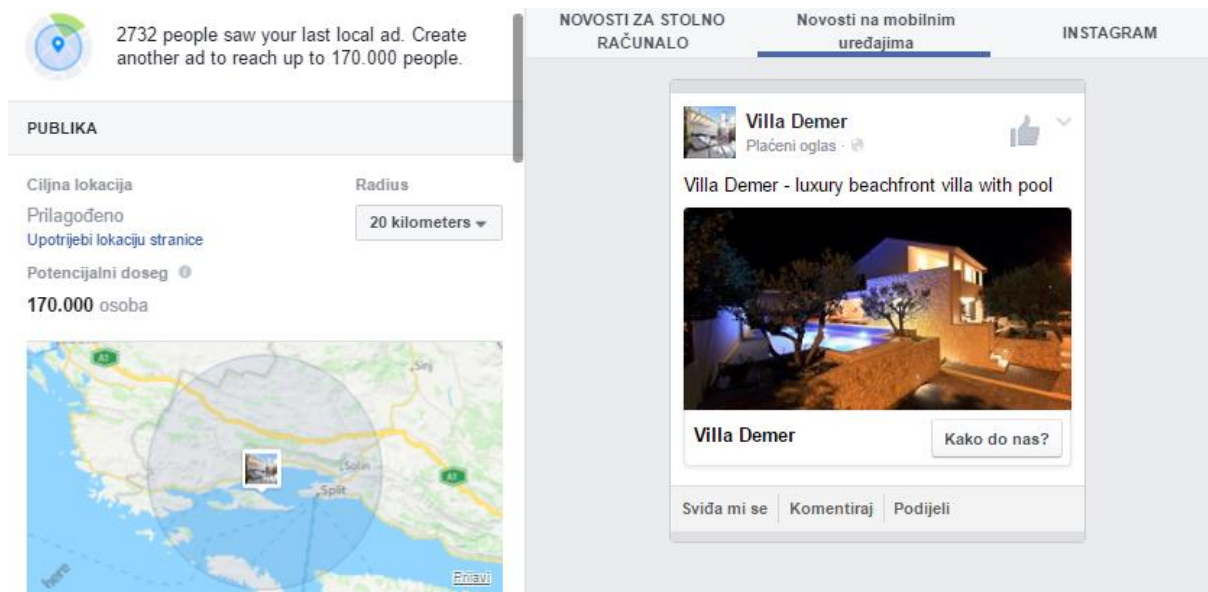 2732 people saw your last local ad. Create
another ad to reach up to 170.000 people.
PUBLIKA
Ciljna lokacija
Radius
Prilagođeno
20 kilometers
Upotrijebi lokaciju stranice
Potencijalni doseg
170.000 osoba
A1
Sinj
Solin
A1
Split
here
Prijavi
NOVOSTI ZA STOLNO
RAČUNALO
Novosti na mobilnim
uređajima
INSTAGRAM
Villa Demer
Plaćeni oglas ·
Villa Demer - luxury beachfront villa with pool
Villa Demer
Kako do nas?
Sviđa mi se
Komentiraj
Podijeli